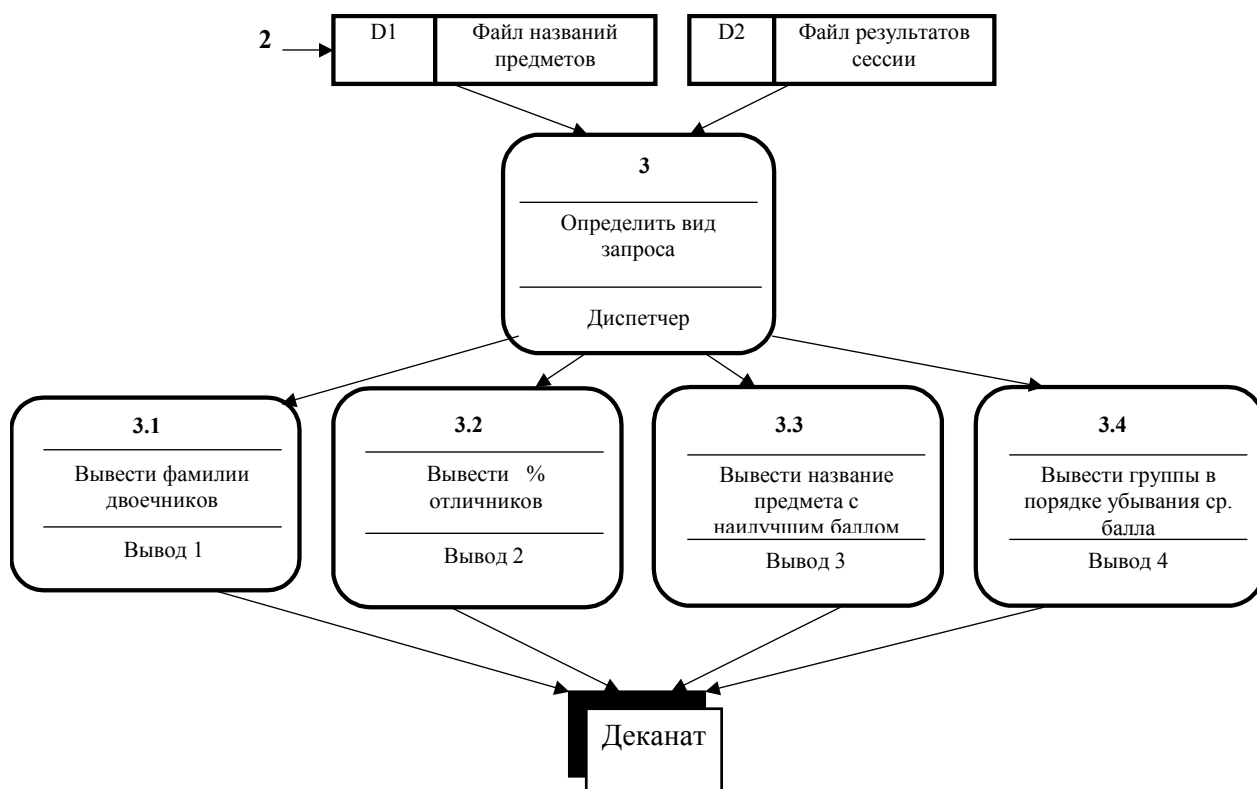 2
D1
Файл названий
предметов
D2
Файл результатов
сессии
3
Определить вид
запроса
Диспетчер
3.1
Вывести фамилии
двоечников
Вывод 1
3.2
Вывести %
отличников
Вывод 2
3.3
Вывести название
предмета с
наилучшим баллом
Вывод 3
3.4
Вывести группы в
порядке убывания ср.
балла
Вывод 4
Деканат